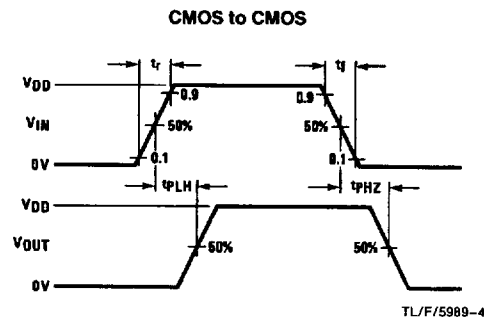 CMOS to CMOS
tr
tf
VDD
0.9
0.9
VIN
50%
50%
0V
0.1
0.1
tPLH
tPHZ
VDD
VOUT
50%
50%
0V
TL/F/5989-4